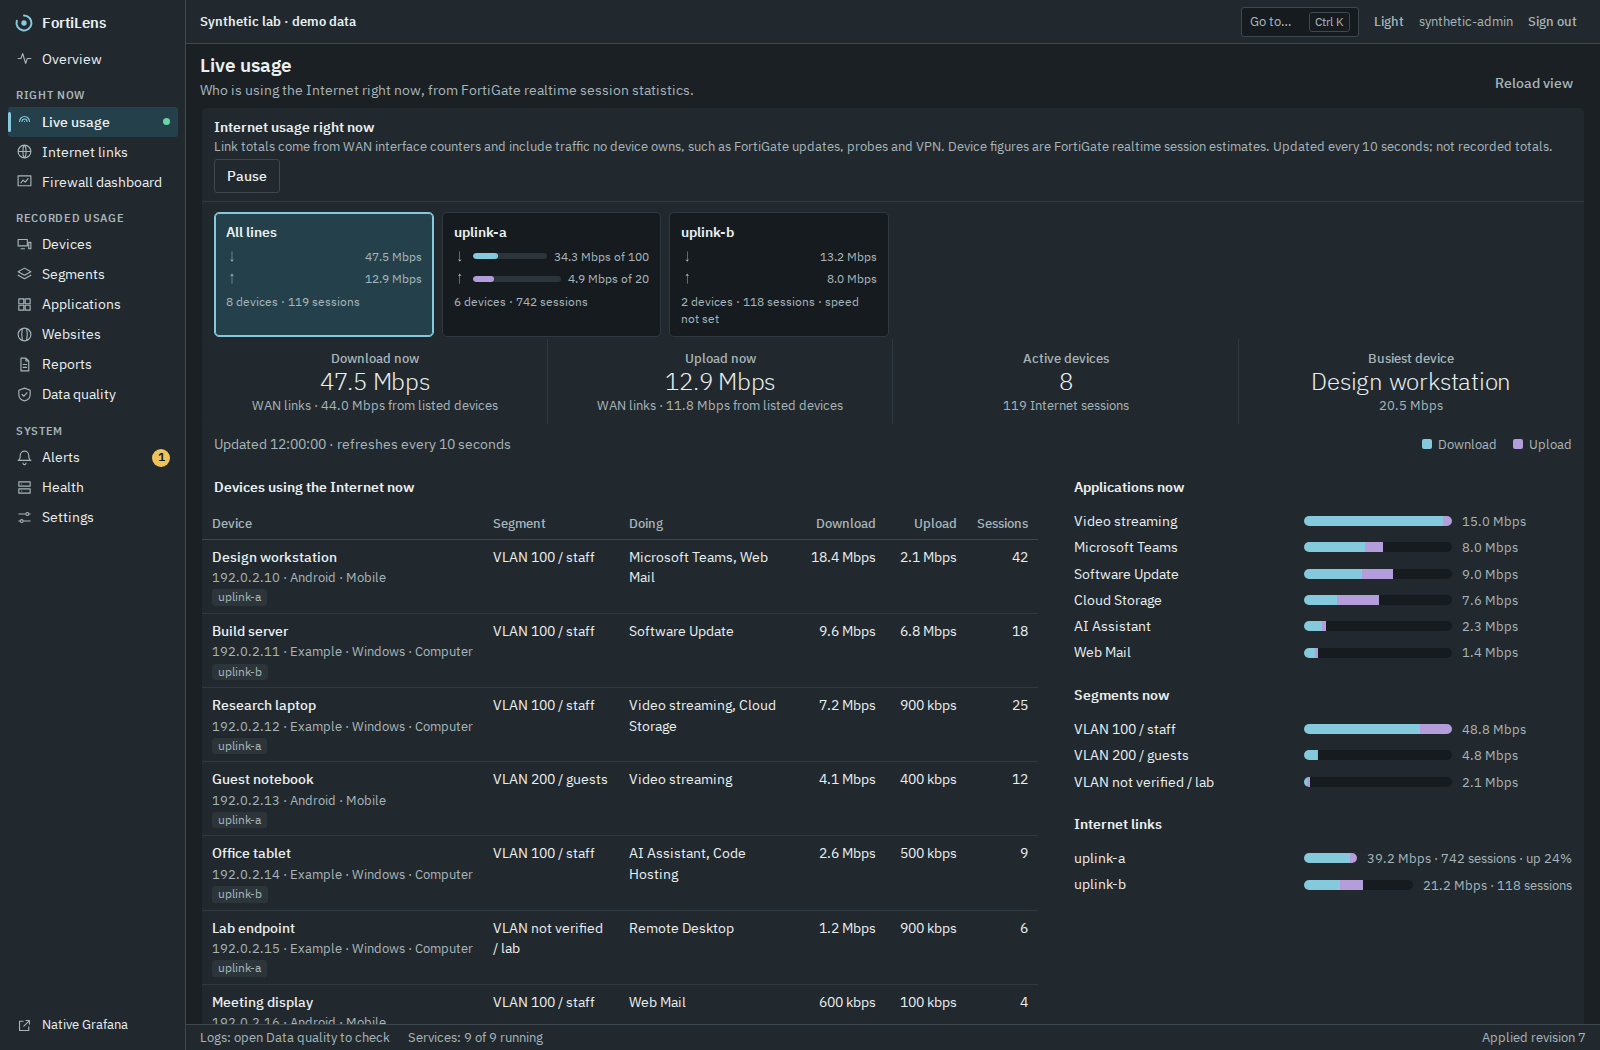 FortiLens
Overview
RIGHT NOW
Live usage
Internet links
Firewall dashboard
RECORDED USAGE
Devices
Segments
Applications
Websites
Reports
Data quality
SYSTEM
Alerts 1
Health
Settings
Native Grafana
Synthetic lab · demo data
Go to... Ctrl K Light synthetic-admin Sign out
Live usage
Who is using the Internet right now, from FortiGate realtime session statistics.
Reload view
Internet usage right now
Link totals come from WAN interface counters and include traffic no device owns, such as FortiGate updates, probes and VPN. Device figures are FortiGate realtime session estimates. Updated every 10 seconds; not recorded totals.
Pause
All lines
↓ 47.5 Mbps
↑ 12.9 Mbps
8 devices · 119 sessions
uplink-a
↓ 34.3 Mbps of 100
↑ 4.9 Mbps of 20
6 devices · 742 sessions
uplink-b
↓ 13.2 Mbps
↑ 8.0 Mbps
2 devices · 118 sessions · speed
not set
Download now
47.5 Mbps
WAN links · 44.0 Mbps from listed devices
Upload now
12.9 Mbps
WAN links · 11.8 Mbps from listed devices
Active devices
8
119 Internet sessions
Busiest device
Design workstation
20.5 Mbps
Updated 12:00:00 · refreshes every 10 seconds
Download Upload
Devices using the Internet now
Device Segment Doing Download Upload Sessions
Design workstation VLAN 100 / staff Microsoft Teams, Web 18.4 Mbps 2.1 Mbps 42
192.0.2.10 · Android · Mobile Mail
uplink-a
Build server VLAN 100 / staff Software Update 9.6 Mbps 6.8 Mbps 18
192.0.2.11 · Example · Windows · Computer
uplink-b
Research laptop VLAN 100 / staff Video streaming, Cloud 7.2 Mbps 900 kbps 25
192.0.2.12 · Example · Windows · Computer Storage
uplink-a
Guest notebook VLAN 200 / guests Video streaming 4.1 Mbps 400 kbps 12
192.0.2.13 · Android · Mobile
uplink-a
Office tablet VLAN 100 / staff AI Assistant, Code 2.6 Mbps 500 kbps 9
192.0.2.14 · Example · Windows · Computer Hosting
uplink-b
Lab endpoint VLAN not verified Remote Desktop 1.2 Mbps 900 kbps 6
192.0.2.15 · Example · Windows · Computer / lab
uplink-a
Meeting display VLAN 100 / staff Web Mail 600 kbps 100 kbps 4
192.0.2.16 · Android · Mobile
Applications now
Video streaming 15.0 Mbps
Microsoft Teams 8.0 Mbps
Software Update 9.0 Mbps
Cloud Storage 7.6 Mbps
AI Assistant 2.3 Mbps
Web Mail 1.4 Mbps
Segments now
VLAN 100 / staff 48.8 Mbps
VLAN 200 / guests 4.8 Mbps
VLAN not verified / lab 2.1 Mbps
Internet links
uplink-a 39.2 Mbps · 742 sessions · up 24%
uplink-b 21.2 Mbps · 118 sessions
Logs: open Data quality to check Services: 9 of 9 running Applied revision 7